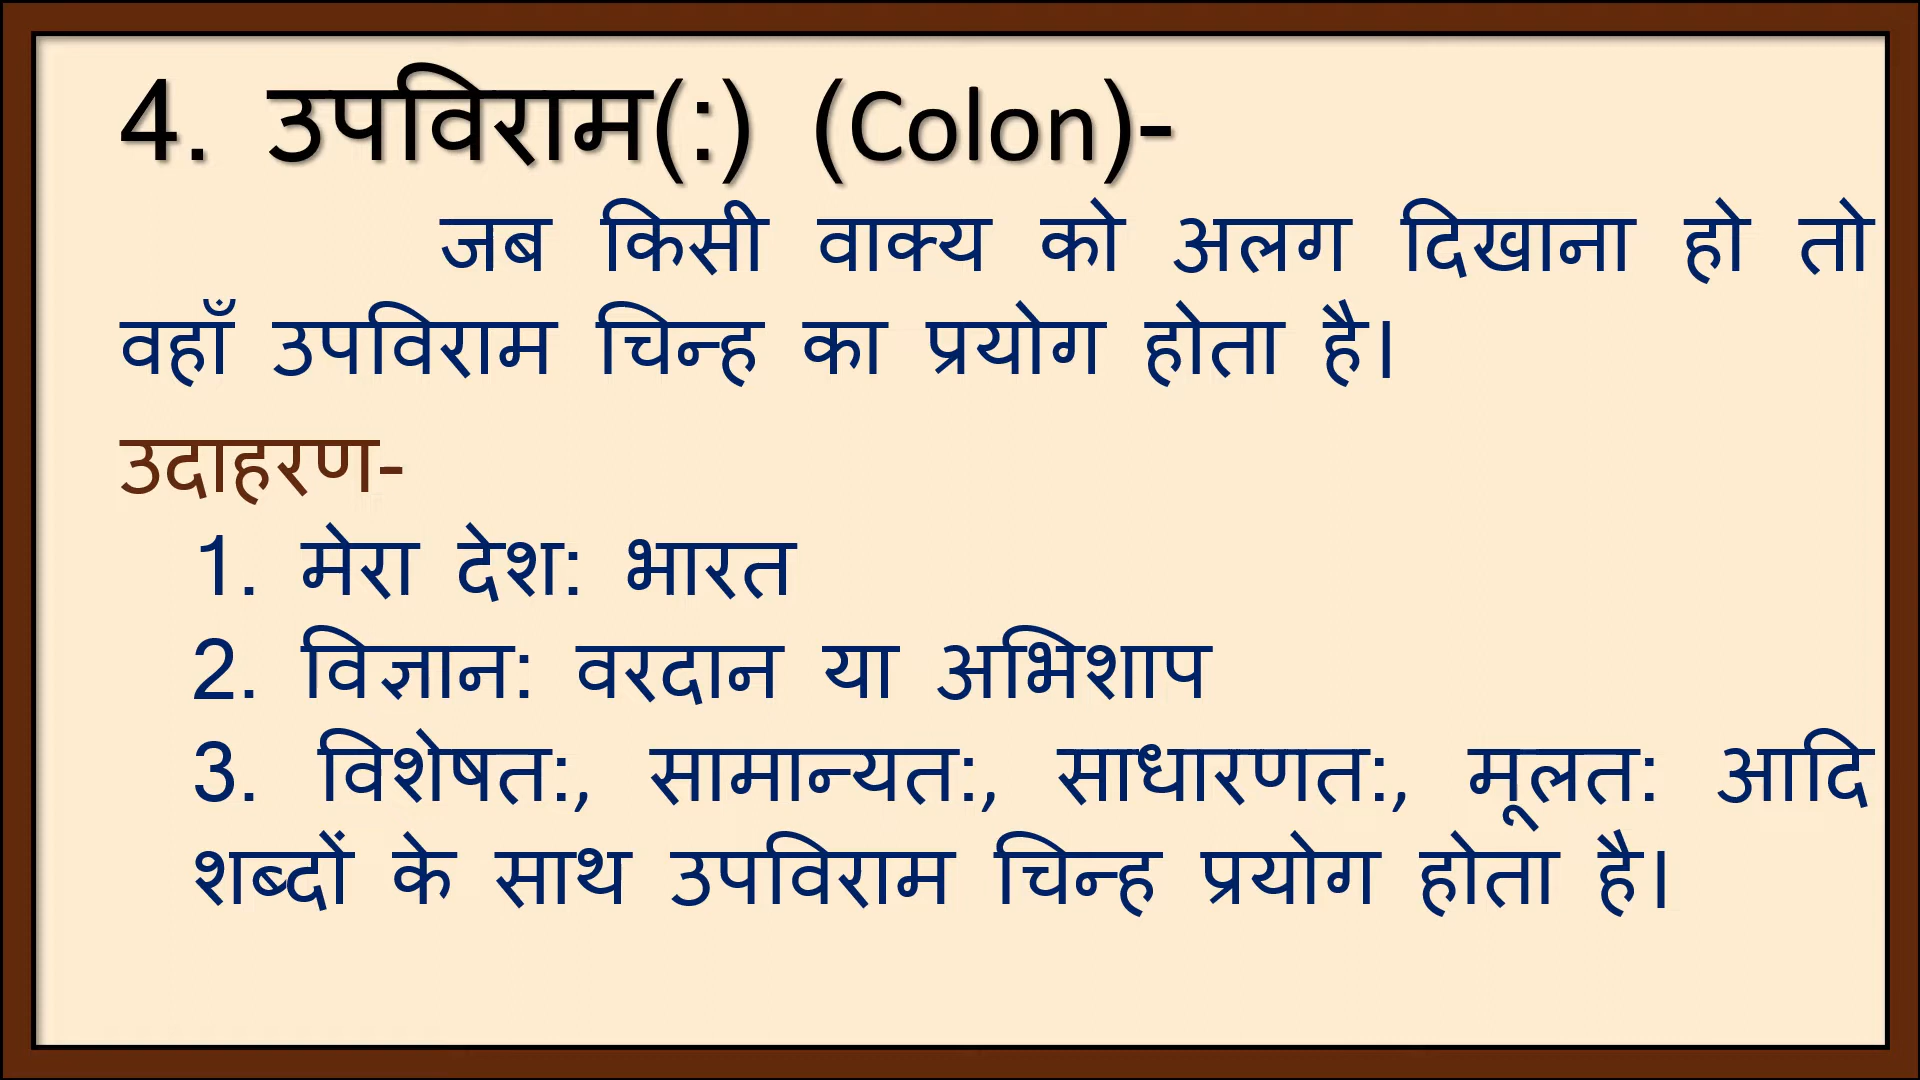 4. उपविराम(:) (Colon)-
जब किसी वाक्य को अलग दिखाना हो तो
वहाँ उपविराम चिन्ह का प्रयोग होता है।
उदाहरण-
1. मेरा देश: भारत
2. विज्ञान: वरदान या अभिशाप
3. विशेषत:, सामान्यत:, साधारणत:, मूलत: आदि
शब्दों के साथ उपविराम चिन्ह प्रयोग होता है।